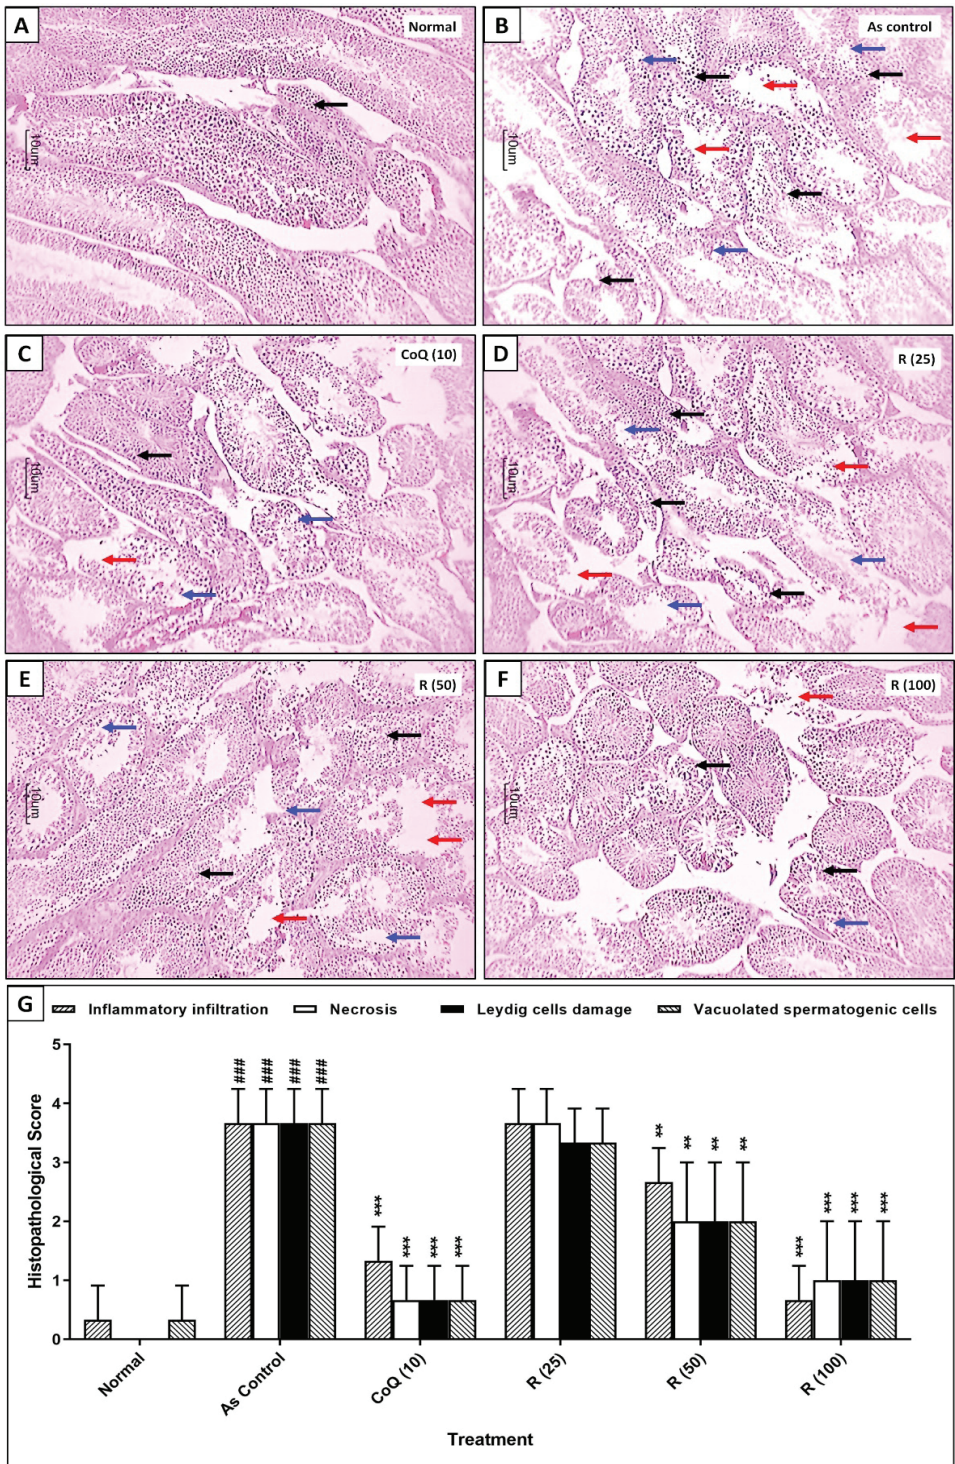 A
Normal
10um
B
As control
10um
C
CoQ (10)
10um
D
R (25)
10um
E
R (50)
10um
F
R (100)
10um
G
Inflammatory infiltration
Necrosis
Leydig cells damage
Vacuolated spermatogenic cells
Histopathological Score
5
4
3
2
1
0
### ### ### ###
*** *** *** ***
** ** ** **
*** *** *** ***
Normal
As Control
CoQ (10)
R (25)
R (50)
R (100)
Treatment